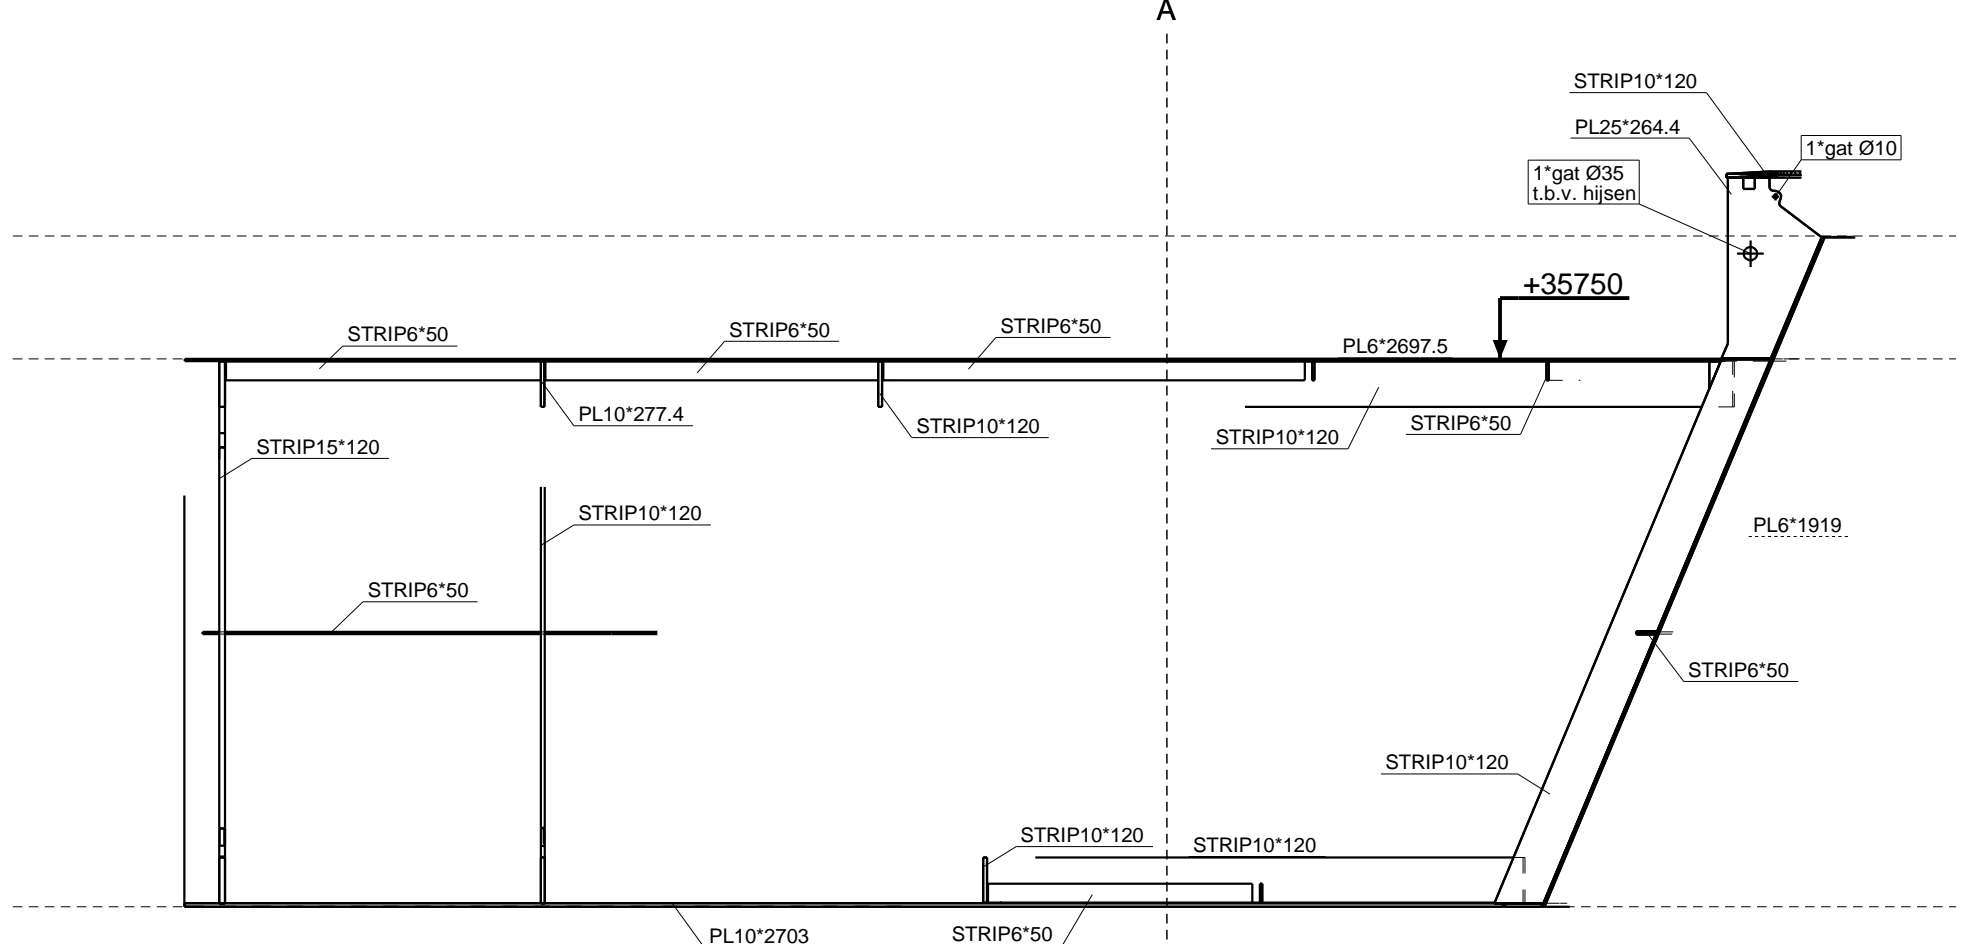 A
STRIP10*120
PL25*264.4
1*gat Ø10
1*gat Ø35
t.b.v. hijsen
+35750
STRIP6*50
STRIP6*50
STRIP6*50
PL6*2697.5
PL10*277.4
STRIP10*120
STRIP10*120
STRIP6*50
STRIP15*120
STRIP10*120
PL6*1919
STRIP6*50
STRIP6*50
STRIP10*120
STRIP10*120
STRIP10*120
PL10*2703
STRIP6*50